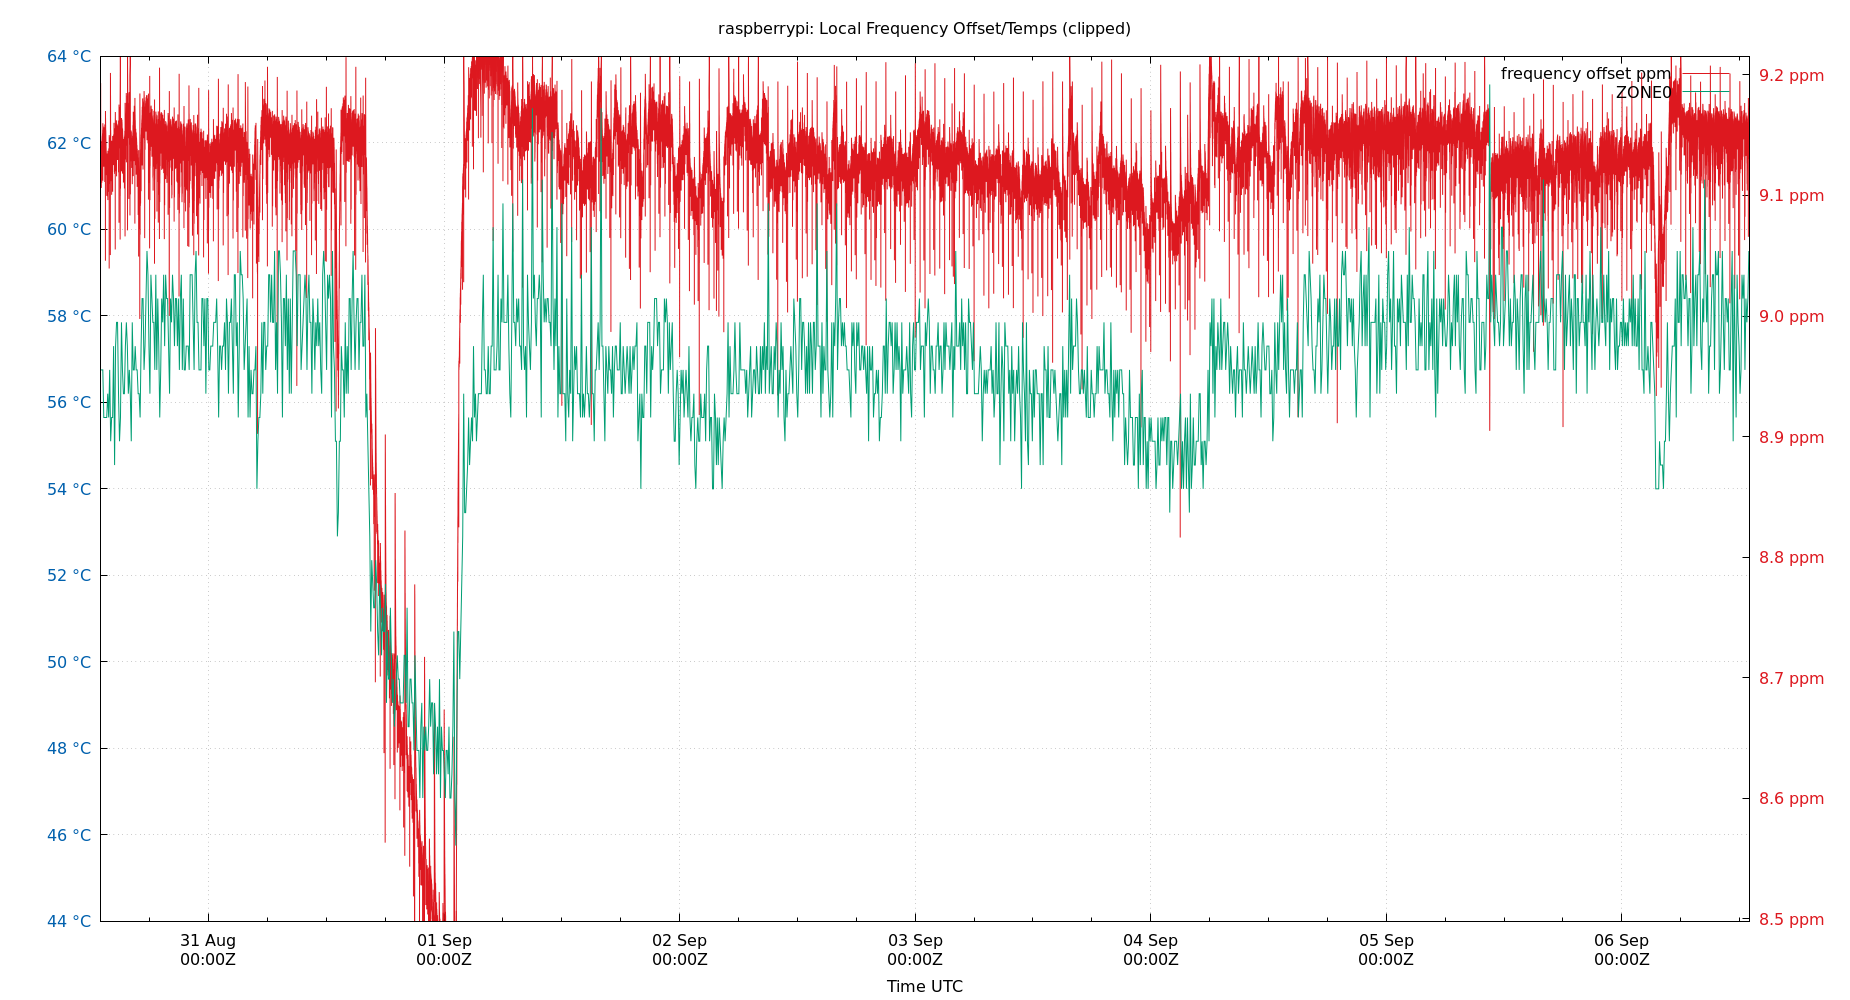 raspberrypi: Local Frequency Offset/Temps (clipped)
64 °C
62 °C
60 °C
58 °C
56 °C
54 °C
52 °C
50 °C
48 °C
46 °C
44 °C
frequency offset ppm
ZONE0
9.2 ppm
9.1 ppm
9.0 ppm
8.9 ppm
8.8 ppm
8.7 ppm
8.6 ppm
8.5 ppm
31 Aug
00:00Z
01 Sep
00:00Z
02 Sep
00:00Z
03 Sep
00:00Z
04 Sep
00:00Z
05 Sep
00:00Z
06 Sep
00:00Z
Time UTC